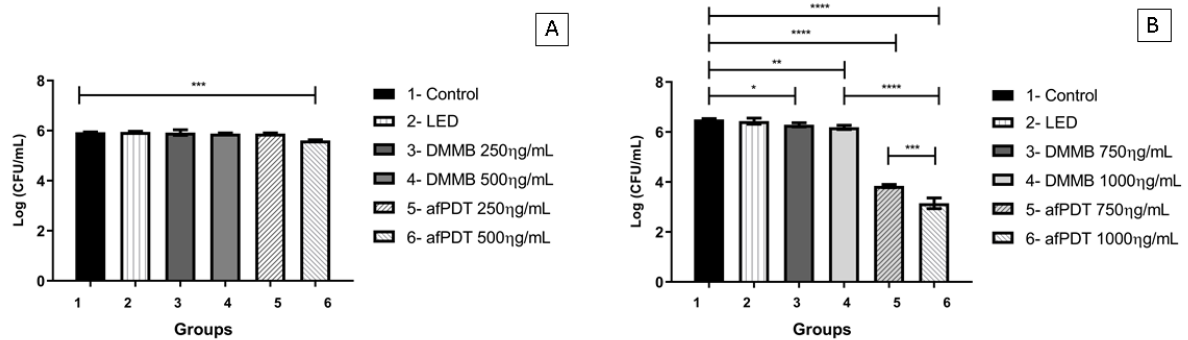 A
***
8
6
4
2
0
Log (CFU/mL)
1 2 3 4 5 6
Groups
1- Control
2- LED
3- DMMB 250ηg/mL
4- DMMB 500ηg/mL
5- afPDT 250ηg/mL
6- afPDT 500ηg/mL
B
****
****
**
* ****
***
8
6
4
2
0
Log (CFU/mL)
1 2 3 4 5 6
Groups
1- Control
2- LED
3- DMMB 750ηg/mL
4- DMMB 1000ηg/mL
5- afPDT 750ηg/mL
6- afPDT 1000ηg/mL